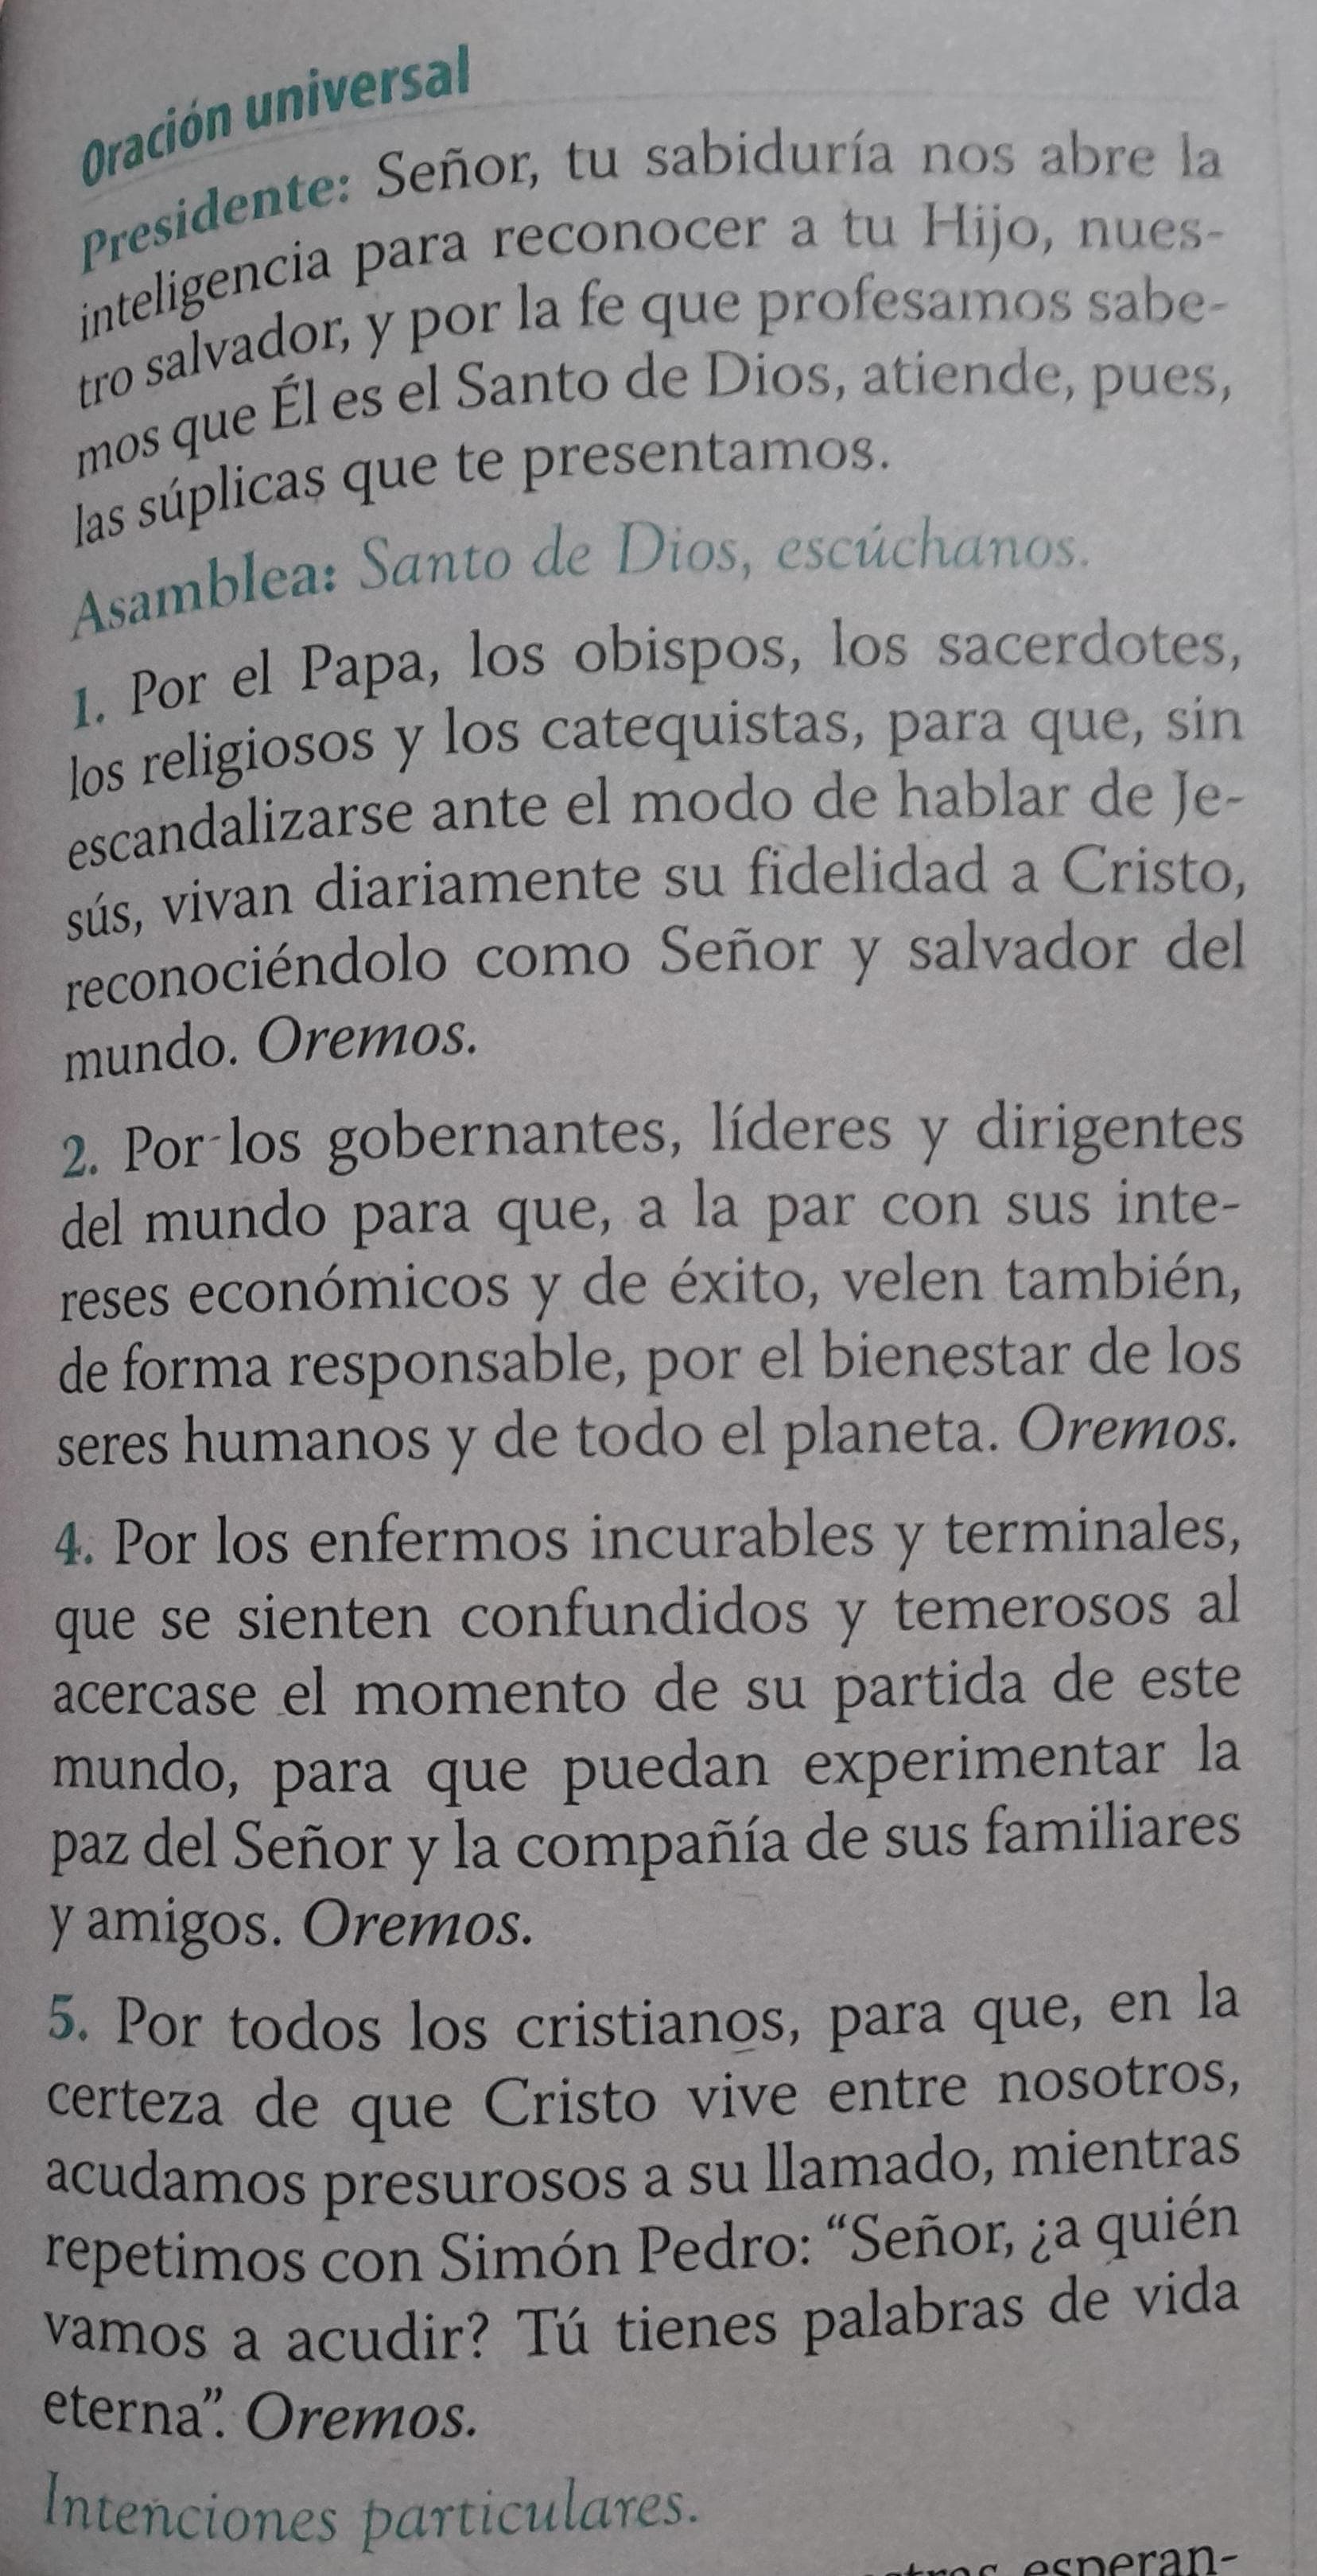 Oración universal
Presidente: Señor, tu sabiduría nos abre la
inteligencia para reconocer a tu Hijo, nues-
tro salvador, y por la fe que profesamos sabe-
mos que Él es el Santo de Dios, atiende, pues,
las súplicas que te presentamos.
Asamblea: Santo de Dios, escúchanos.
1. Por el Papa, los obispos, los sacerdotes,
los religiosos y los catequistas, para que, sin
escandalizarse ante el modo de hablar de Je-
sús, vivan diariamente su fidelidad a Cristo,
reconociéndolo como Señor y salvador del
mundo. Oremos.
2. Por los gobernantes, líderes y dirigentes
del mundo para que, a la par con sus inte-
reses económicos y de éxito, velen también,
de forma responsable, por el bienestar de los
seres humanos y de todo el planeta. Oremos.
4. Por los enfermos incurables y terminales,
que se sienten confundidos y temerosos al
acercase el momento de su partida de este
mundo, para que puedan experimentar la
paz del Señor y la compañía de sus familiares
y amigos. Oremos.
5. Por todos los cristianos, para que, en la
certeza de que Cristo vive entre nosotros,
acudamos presurosos a su llamado, mientras
repetimos con Simón Pedro: “Señor, ¿a quién
vamos a acudir? Tú tienes palabras de vida
eterna”. Oremos.
Intenciones particulares.
esperan-